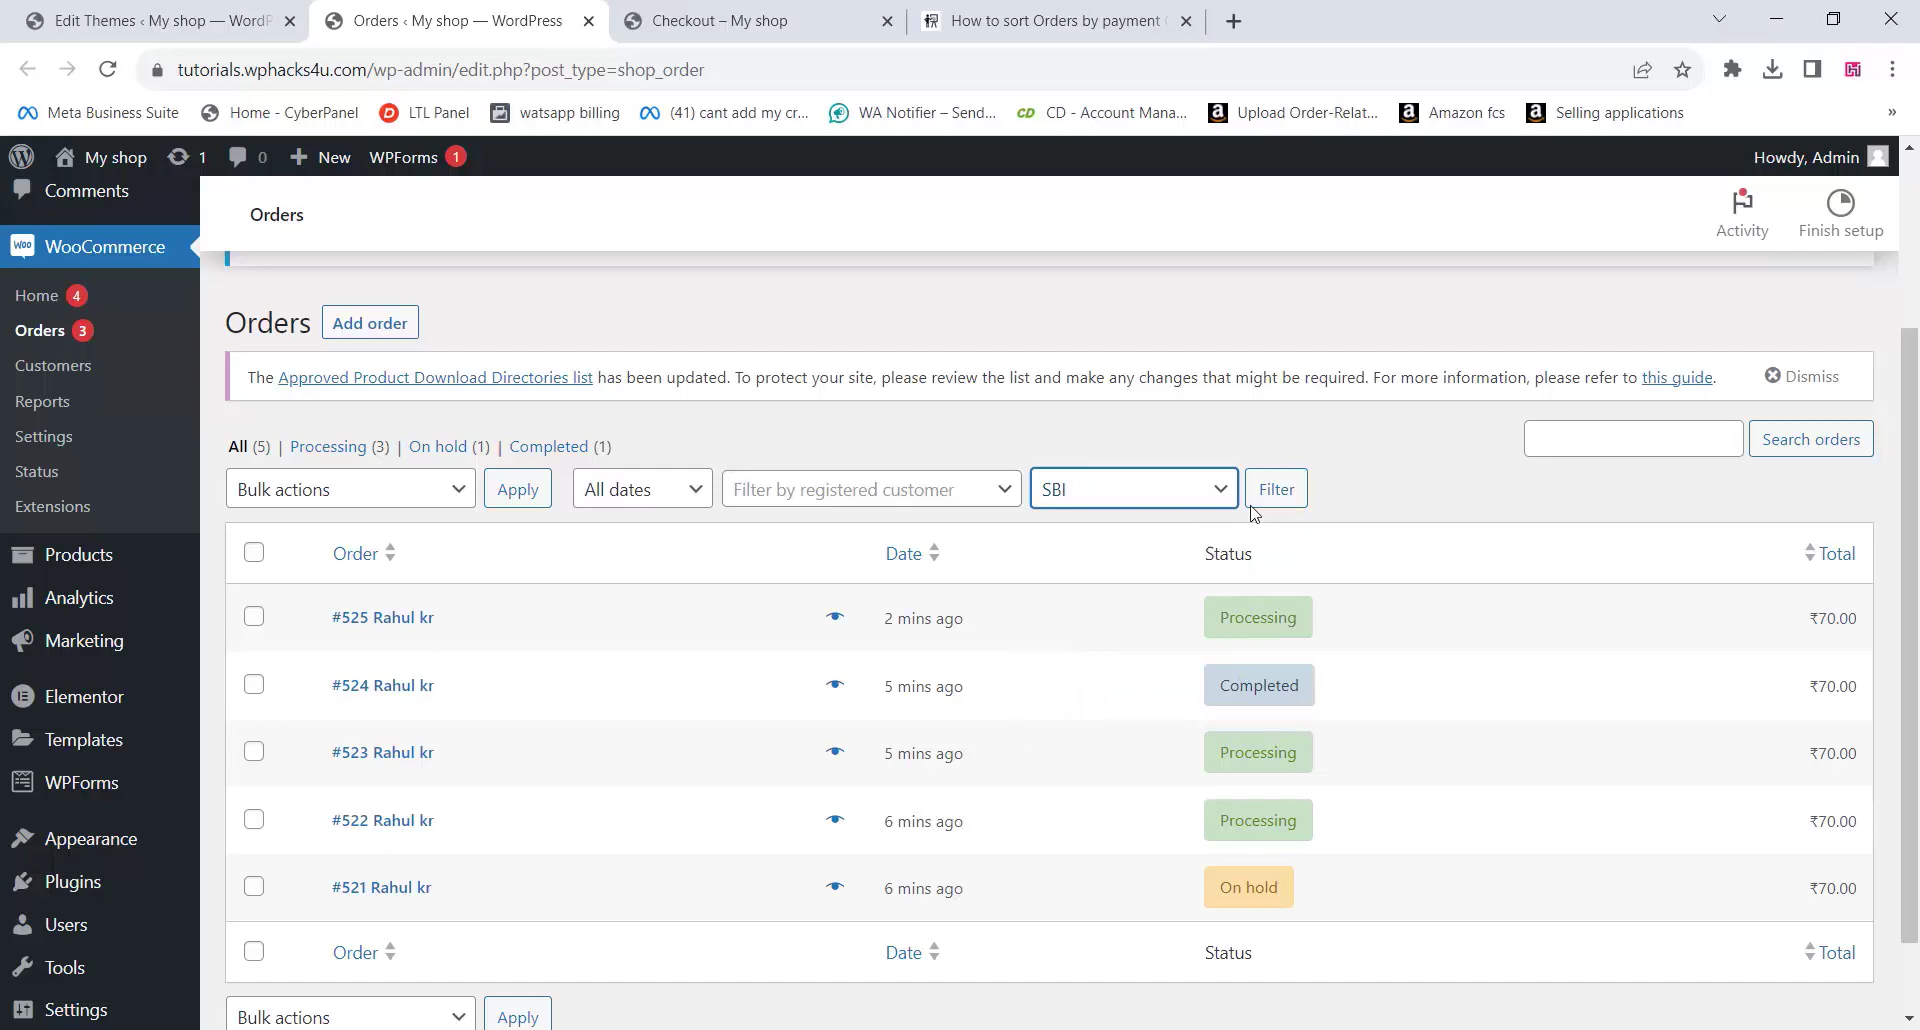 Edit Themes ‹ My shop — WordP
Orders ‹ My shop — WordPress
Checkout – My shop
How to sort Orders by payment
tutorials.wphacks4u.com/wp-admin/edit.php?post_type=shop_order
Meta Business Suite
Home - CyberPanel
LTL Panel
watsapp billing
(41) cant add my cr...
WA Notifier – Send...
CD - Account Mana...
Upload Order-Relat...
Amazon fcs
Selling applications
»
My shop 1 0 New WPForms 1
Howdy, Admin
Comments
WooCommerce
Home 4
Orders 3
Customers
Reports
Settings
Status
Extensions
Products
Analytics
Marketing
Elementor
Templates
WPForms
Appearance
Plugins
Users
Tools
Settings
Orders
Activity
Finish setup
Orders Add order
The Approved Product Download Directories list has been updated. To protect your site, please review the list and make any changes that might be required. For more information, please refer to this guide. Dismiss
All (5) | Processing (3) | On hold (1) | Completed (1)
Search orders
Bulk actions Apply All dates Filter by registered customer SBI Filter
Order Date Status Total
#525 Rahul kr 2 mins ago Processing ₹70.00
#524 Rahul kr 5 mins ago Completed ₹70.00
#523 Rahul kr 5 mins ago Processing ₹70.00
#522 Rahul kr 6 mins ago Processing ₹70.00
#521 Rahul kr 6 mins ago On hold ₹70.00
Order Date Status Total
Bulk actions Apply